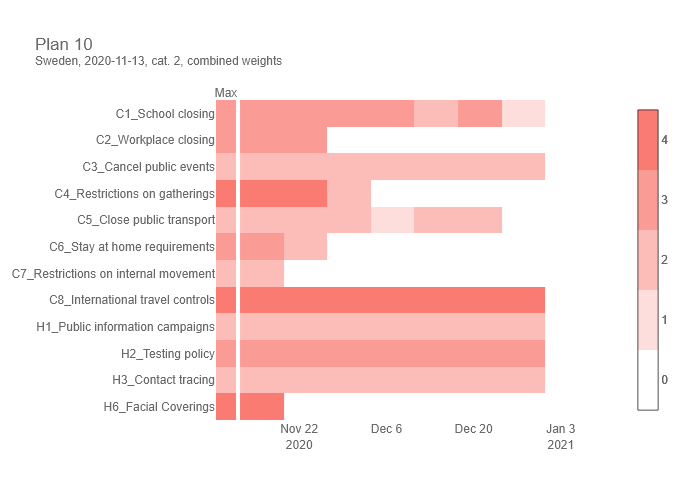 Plan 10
Sweden, 2020-11-13, cat. 2, combined weights
Max
C1_School closing
C2_Workplace closing
C3_Cancel public events
C4_Restrictions on gatherings
C5_Close public transport
C6_Stay at home requirements
C7_Restrictions on internal movement
C8_International travel controls
H1_Public information campaigns
H2_Testing policy
H3_Contact tracing
H6_Facial Coverings
Nov 22 Dec 6 Dec 20 Jan 3
2020 2021
4
3
2
1
0